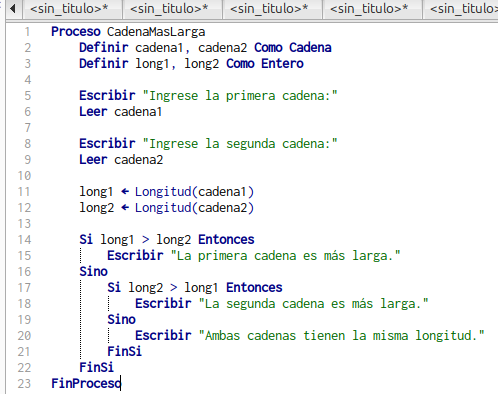 <sin_titulo>* <sin_titulo>* <sin_titulo>* <sin_titulo>* <sin_titulo>*
1 Proceso CadenaMasLarga
2 Definir cadena1, cadena2 Como Cadena
3 Definir long1, long2 Como Entero
4
5 Escribir "Ingrese la primera cadena:"
6 Leer cadena1
7
8 Escribir "Ingrese la segunda cadena:"
9 Leer cadena2
10
11 long1 ← Longitud(cadena1)
12 long2 ← Longitud(cadena2)
13
14 Si long1 > long2 Entonces
15 Escribir "La primera cadena es más larga."
16 Sino
17 Si long2 > long1 Entonces
18 Escribir "La segunda cadena es más larga."
19 Sino
20 Escribir "Ambas cadenas tienen la misma longitud."
21 FinSi
22 FinSi
23 FinProceso